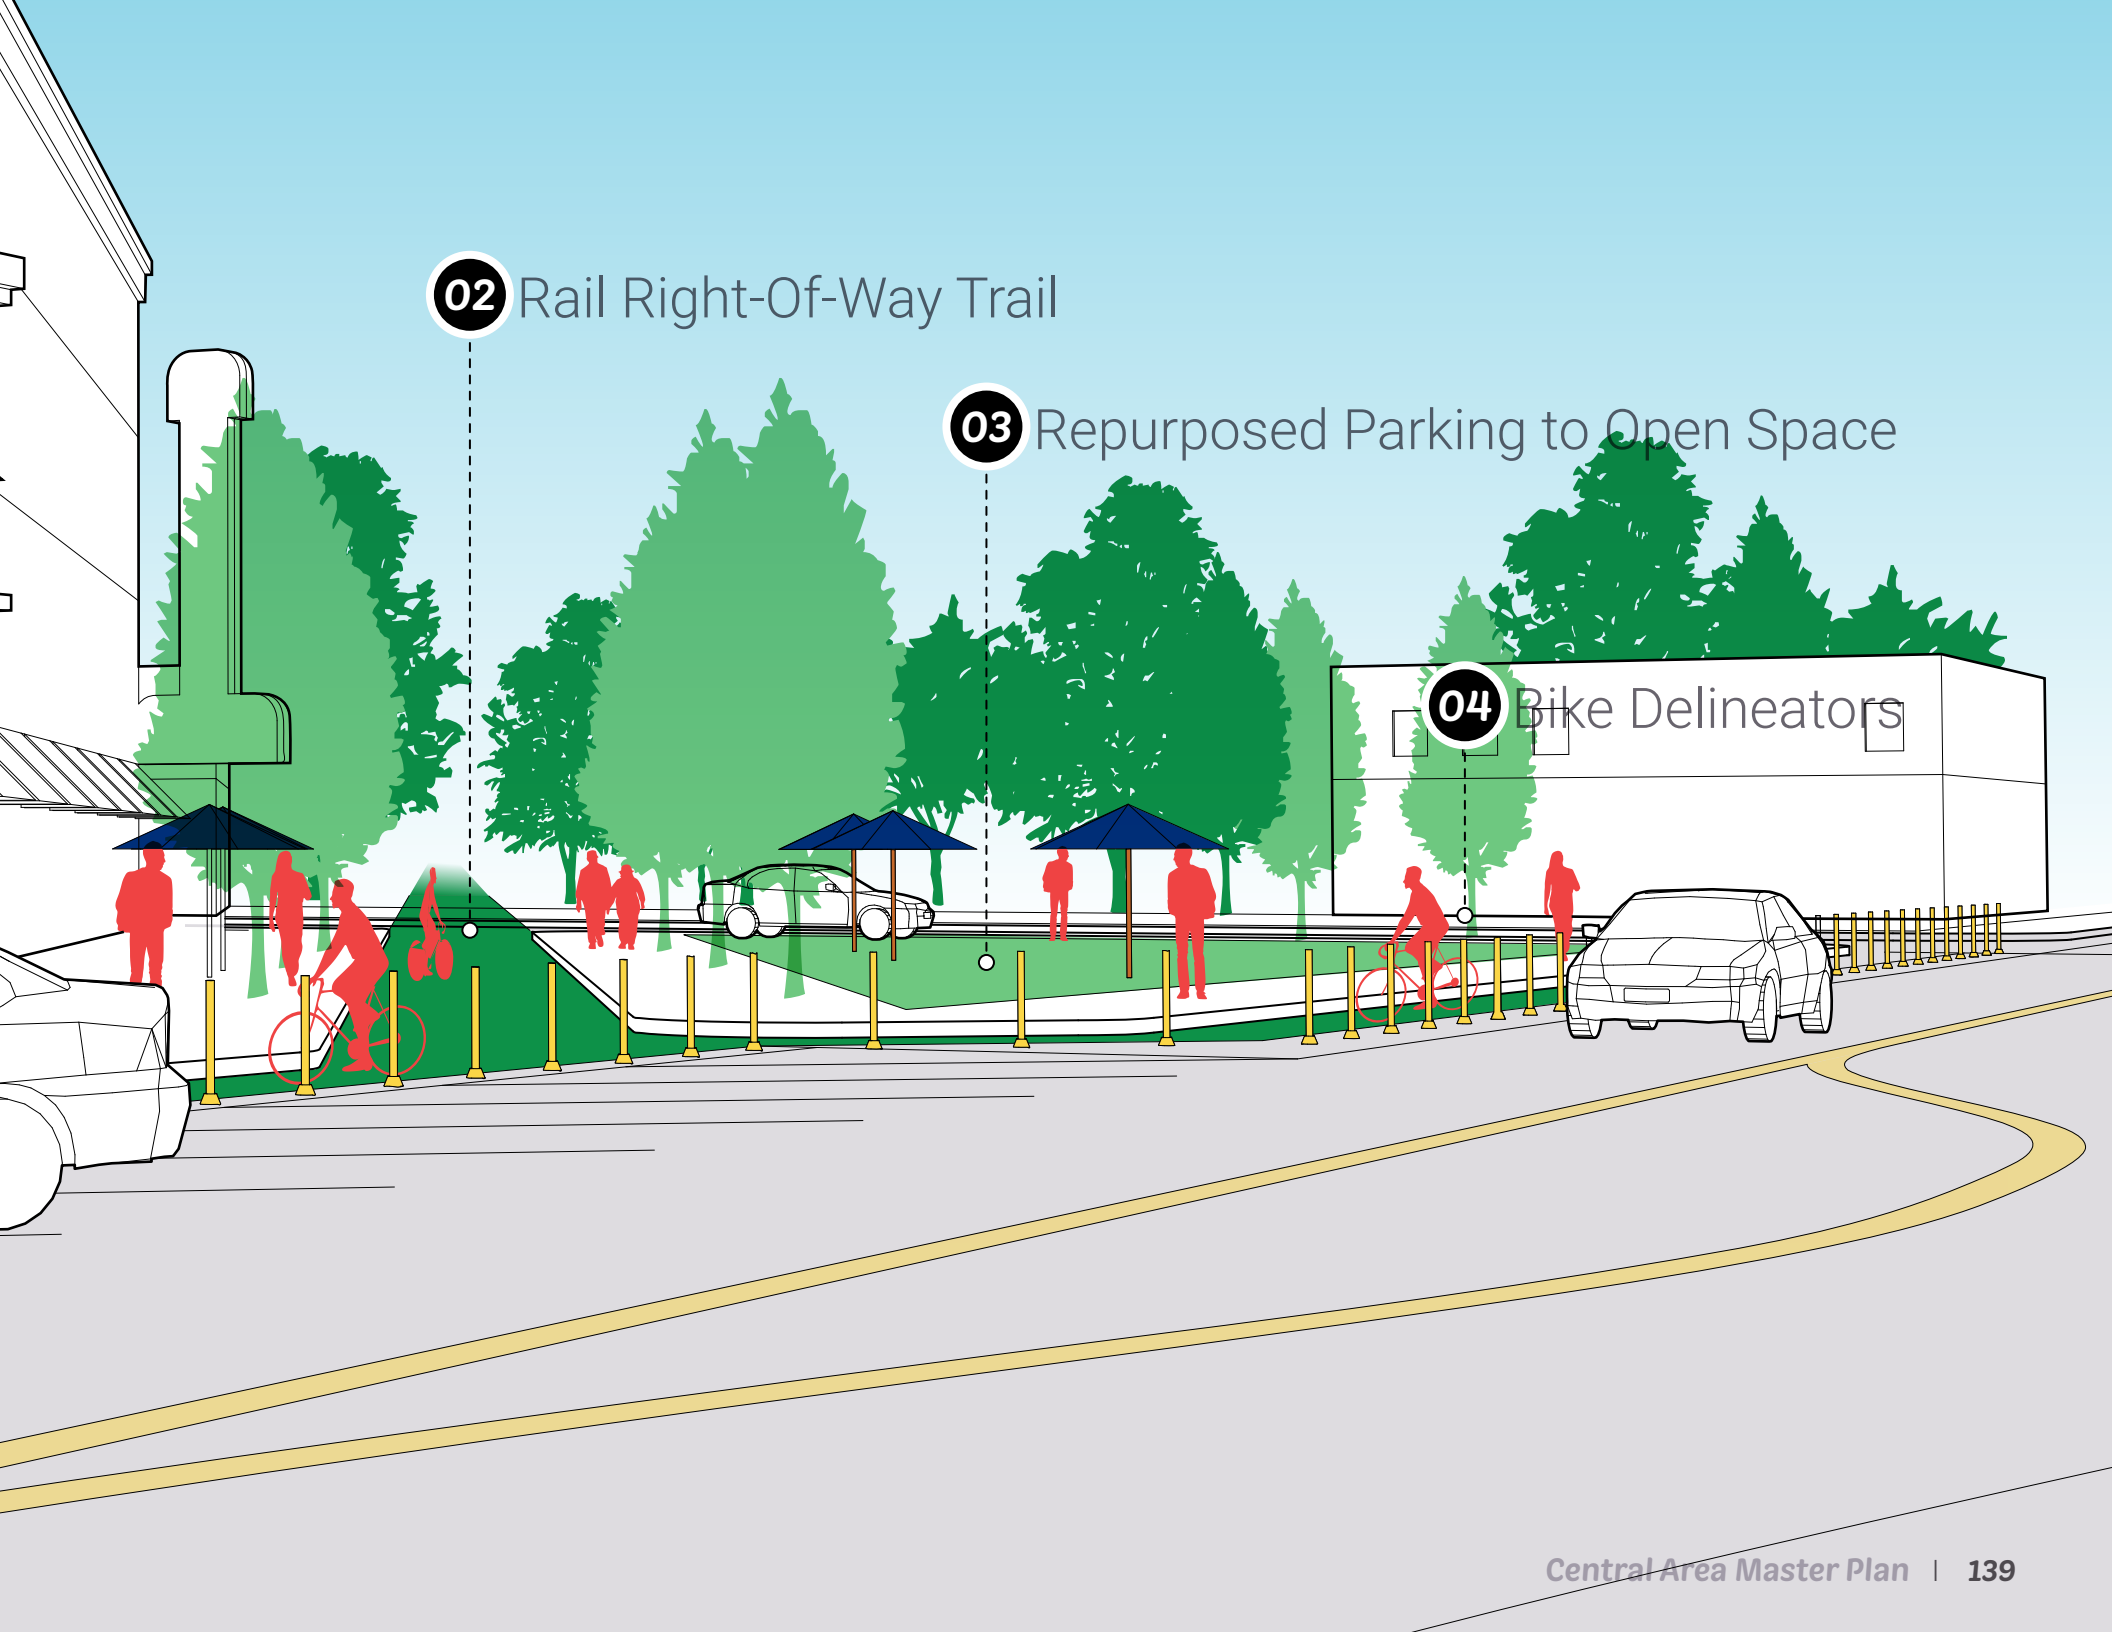 02 Rail Right-Of-Way Trail
03 Repurposed Parking to Open Space
04 Bike Delineators
Central Area Master Plan | 139